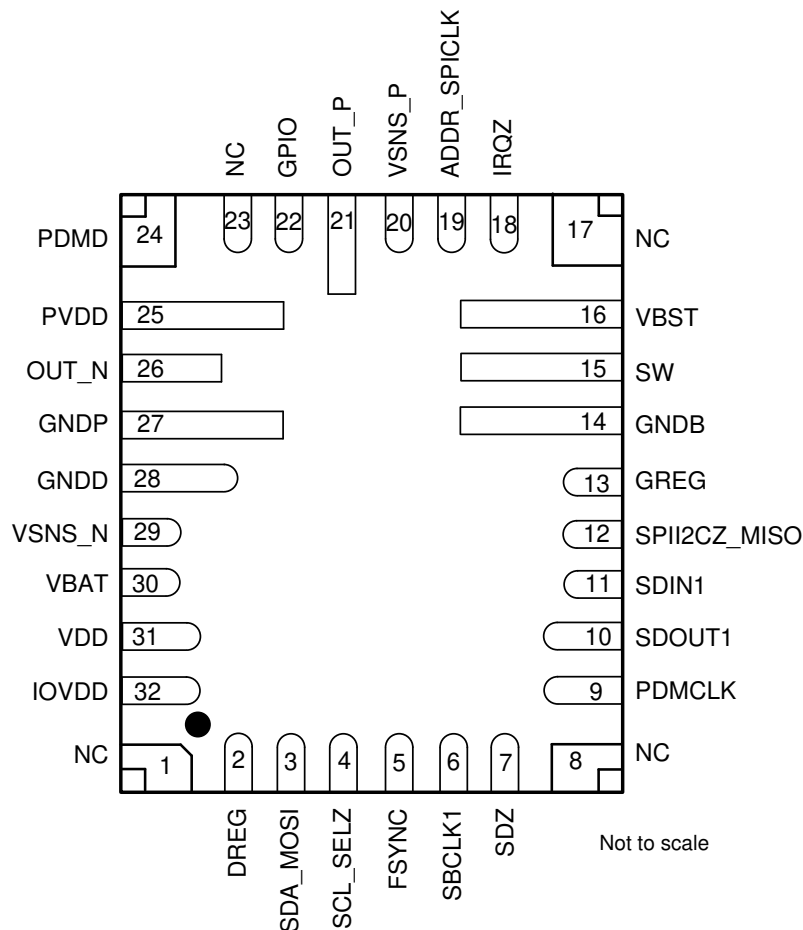 NC
GPIO
OUT_P
VSNS_P
ADDR_SPICLK
IRQZ
PDMD 24 23 22 21 20 19 18 17 NC
PVDD 25 16 VBST
OUT_N 26 15 SW
GNDP 27 14 GNDB
GNDD 28 13 GREG
VSNS_N 29 12 SPII2CZ_MISO
VBAT 30 11 SDIN1
VDD 31 10 SDOUT1
IOVDD 32 9 PDMCLK
NC 1 2 3 4 5 6 7 8 NC
DREG
SDA_MOSI
SCL_SELZ
FSYNC
SBCLK1
SDZ
Not to scale